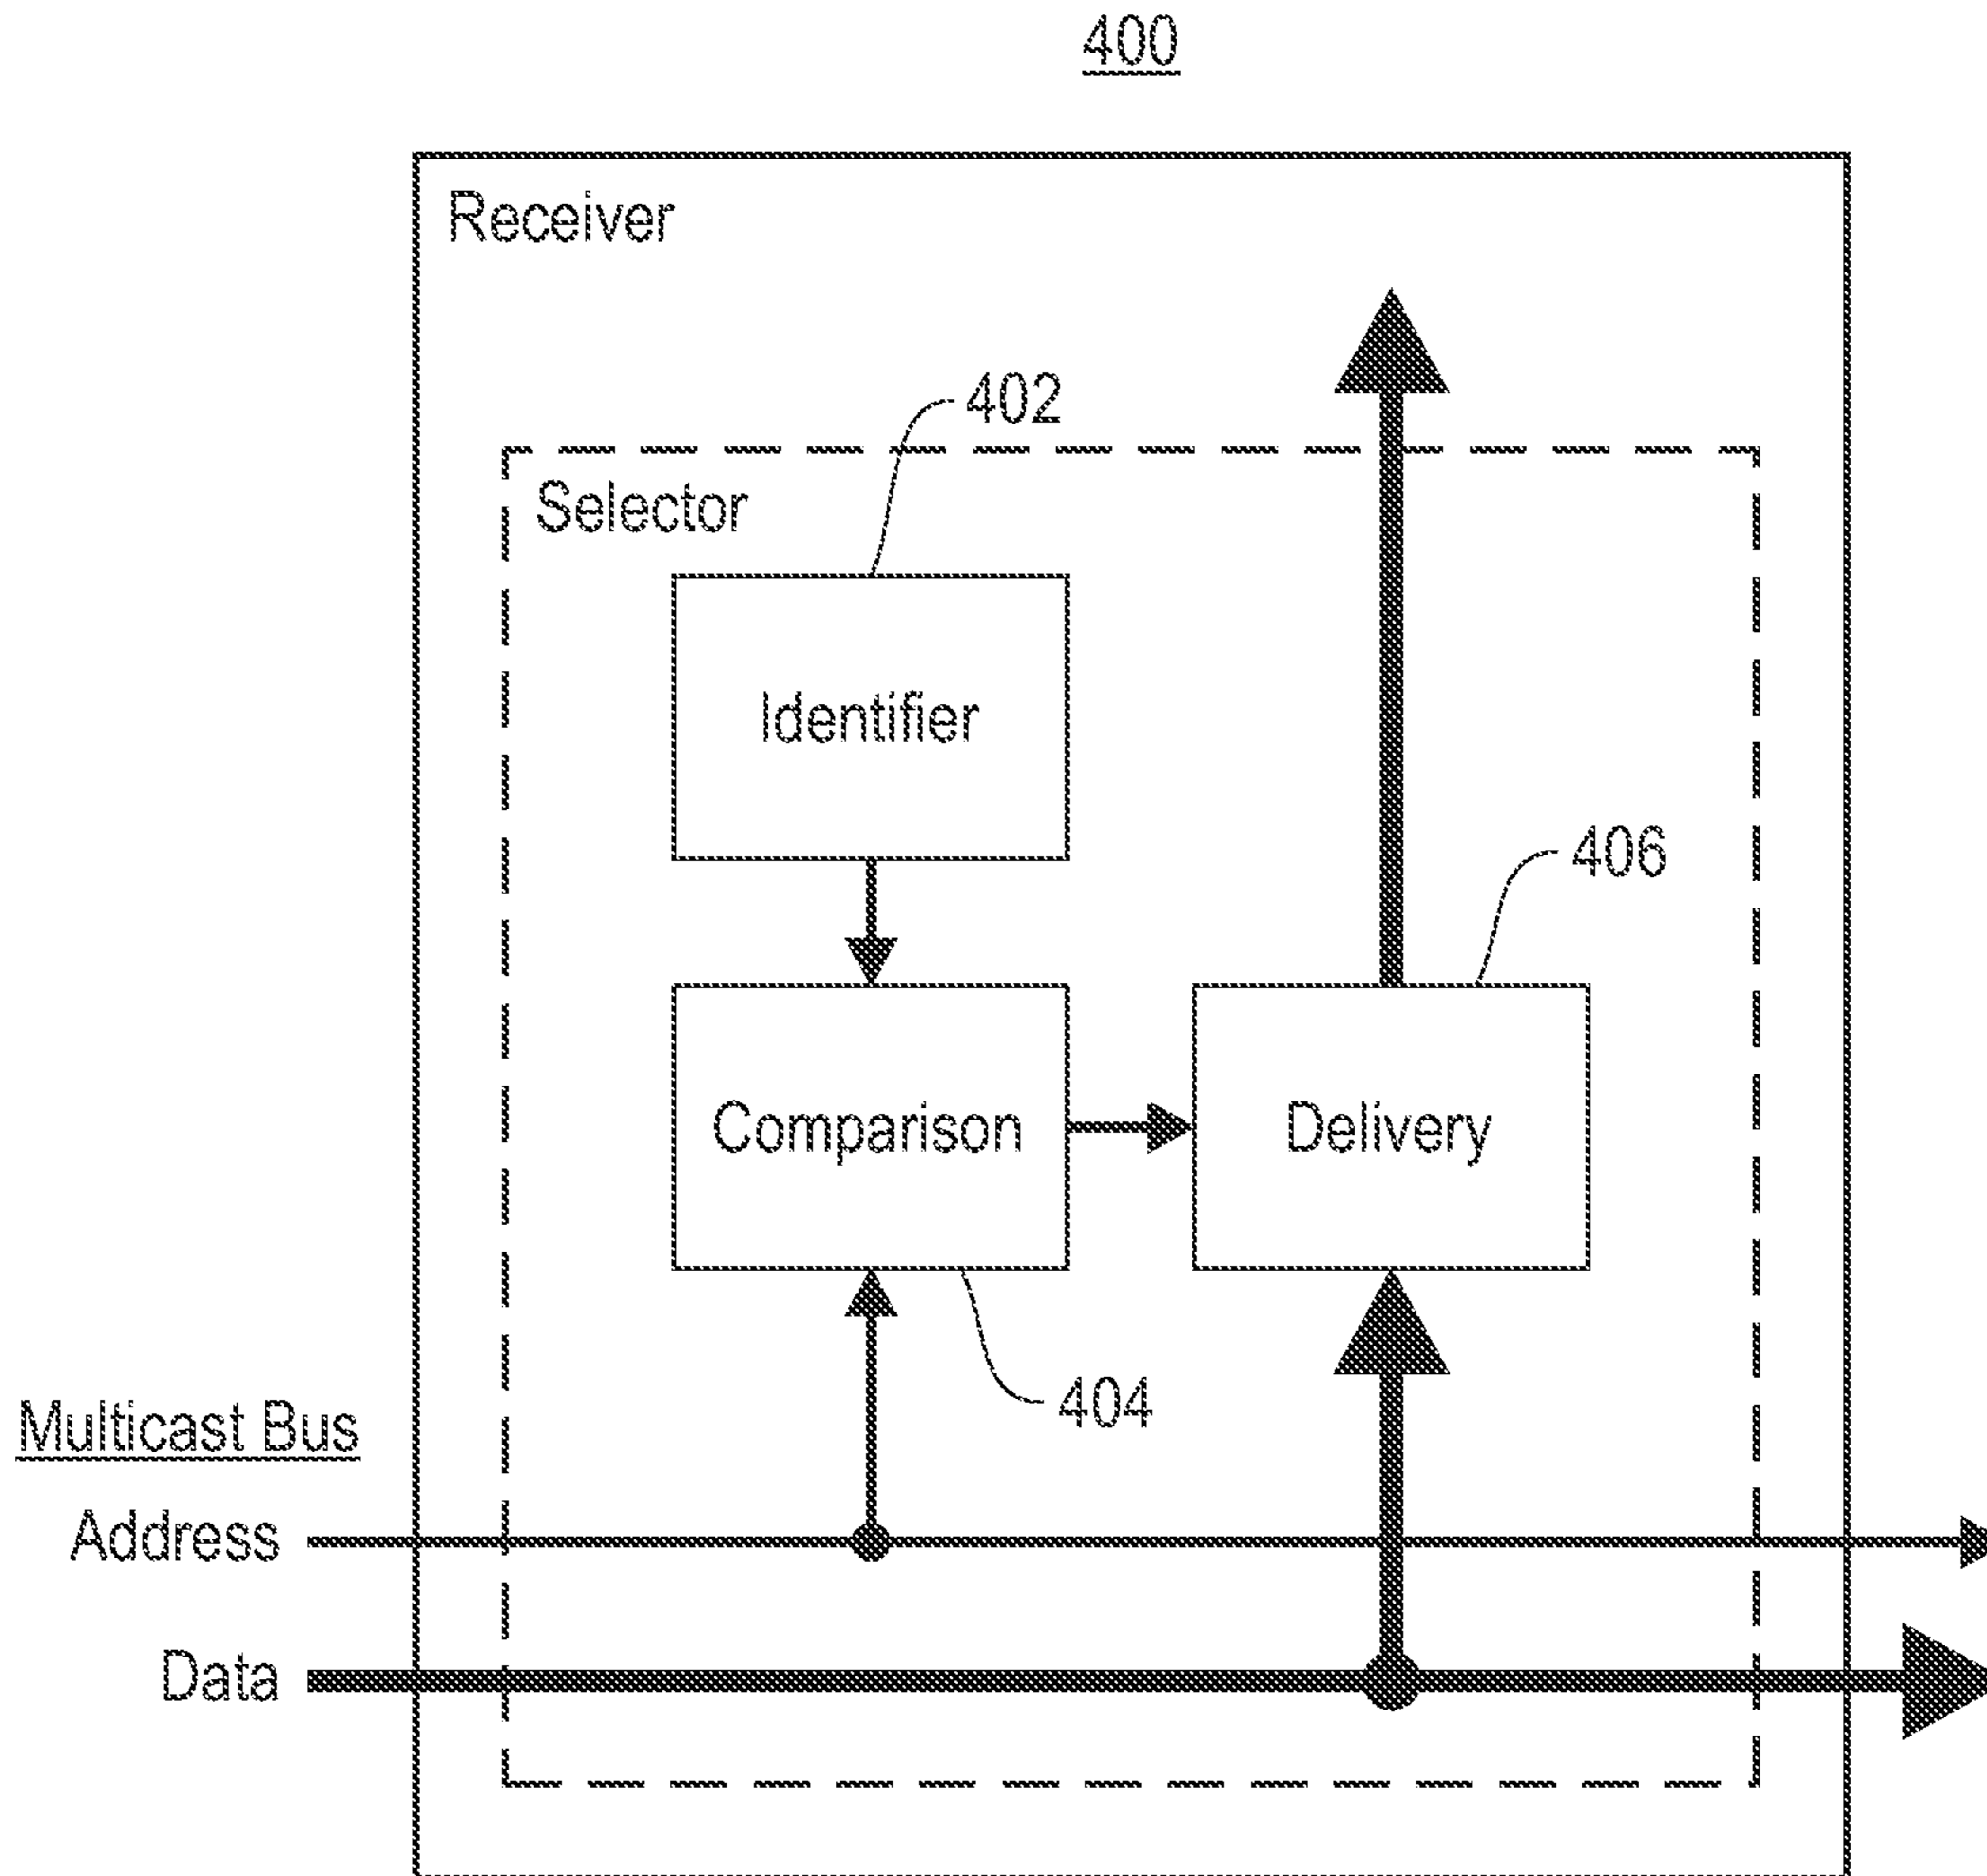 400
Receiver
402
Selector
Identifier
406
Comparison
Delivery
404
Multicast Bus
Address
Data